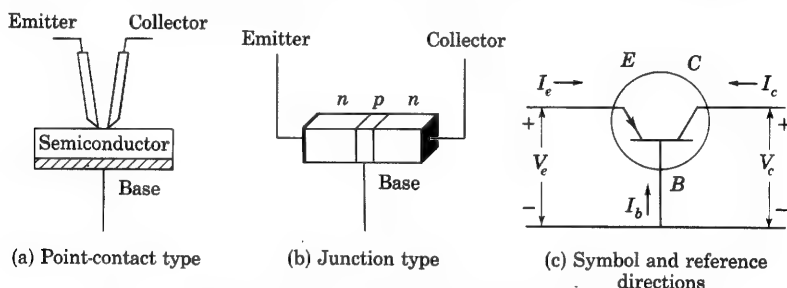 Emitter Collector
Semiconductor
Base
(a) Point-contact type
Emitter
Collector
n p n
Base
(b) Junction type
E C
I_e I_c
+ +
V_e V_c
B
I_b
− −
(c) Symbol and reference
directions